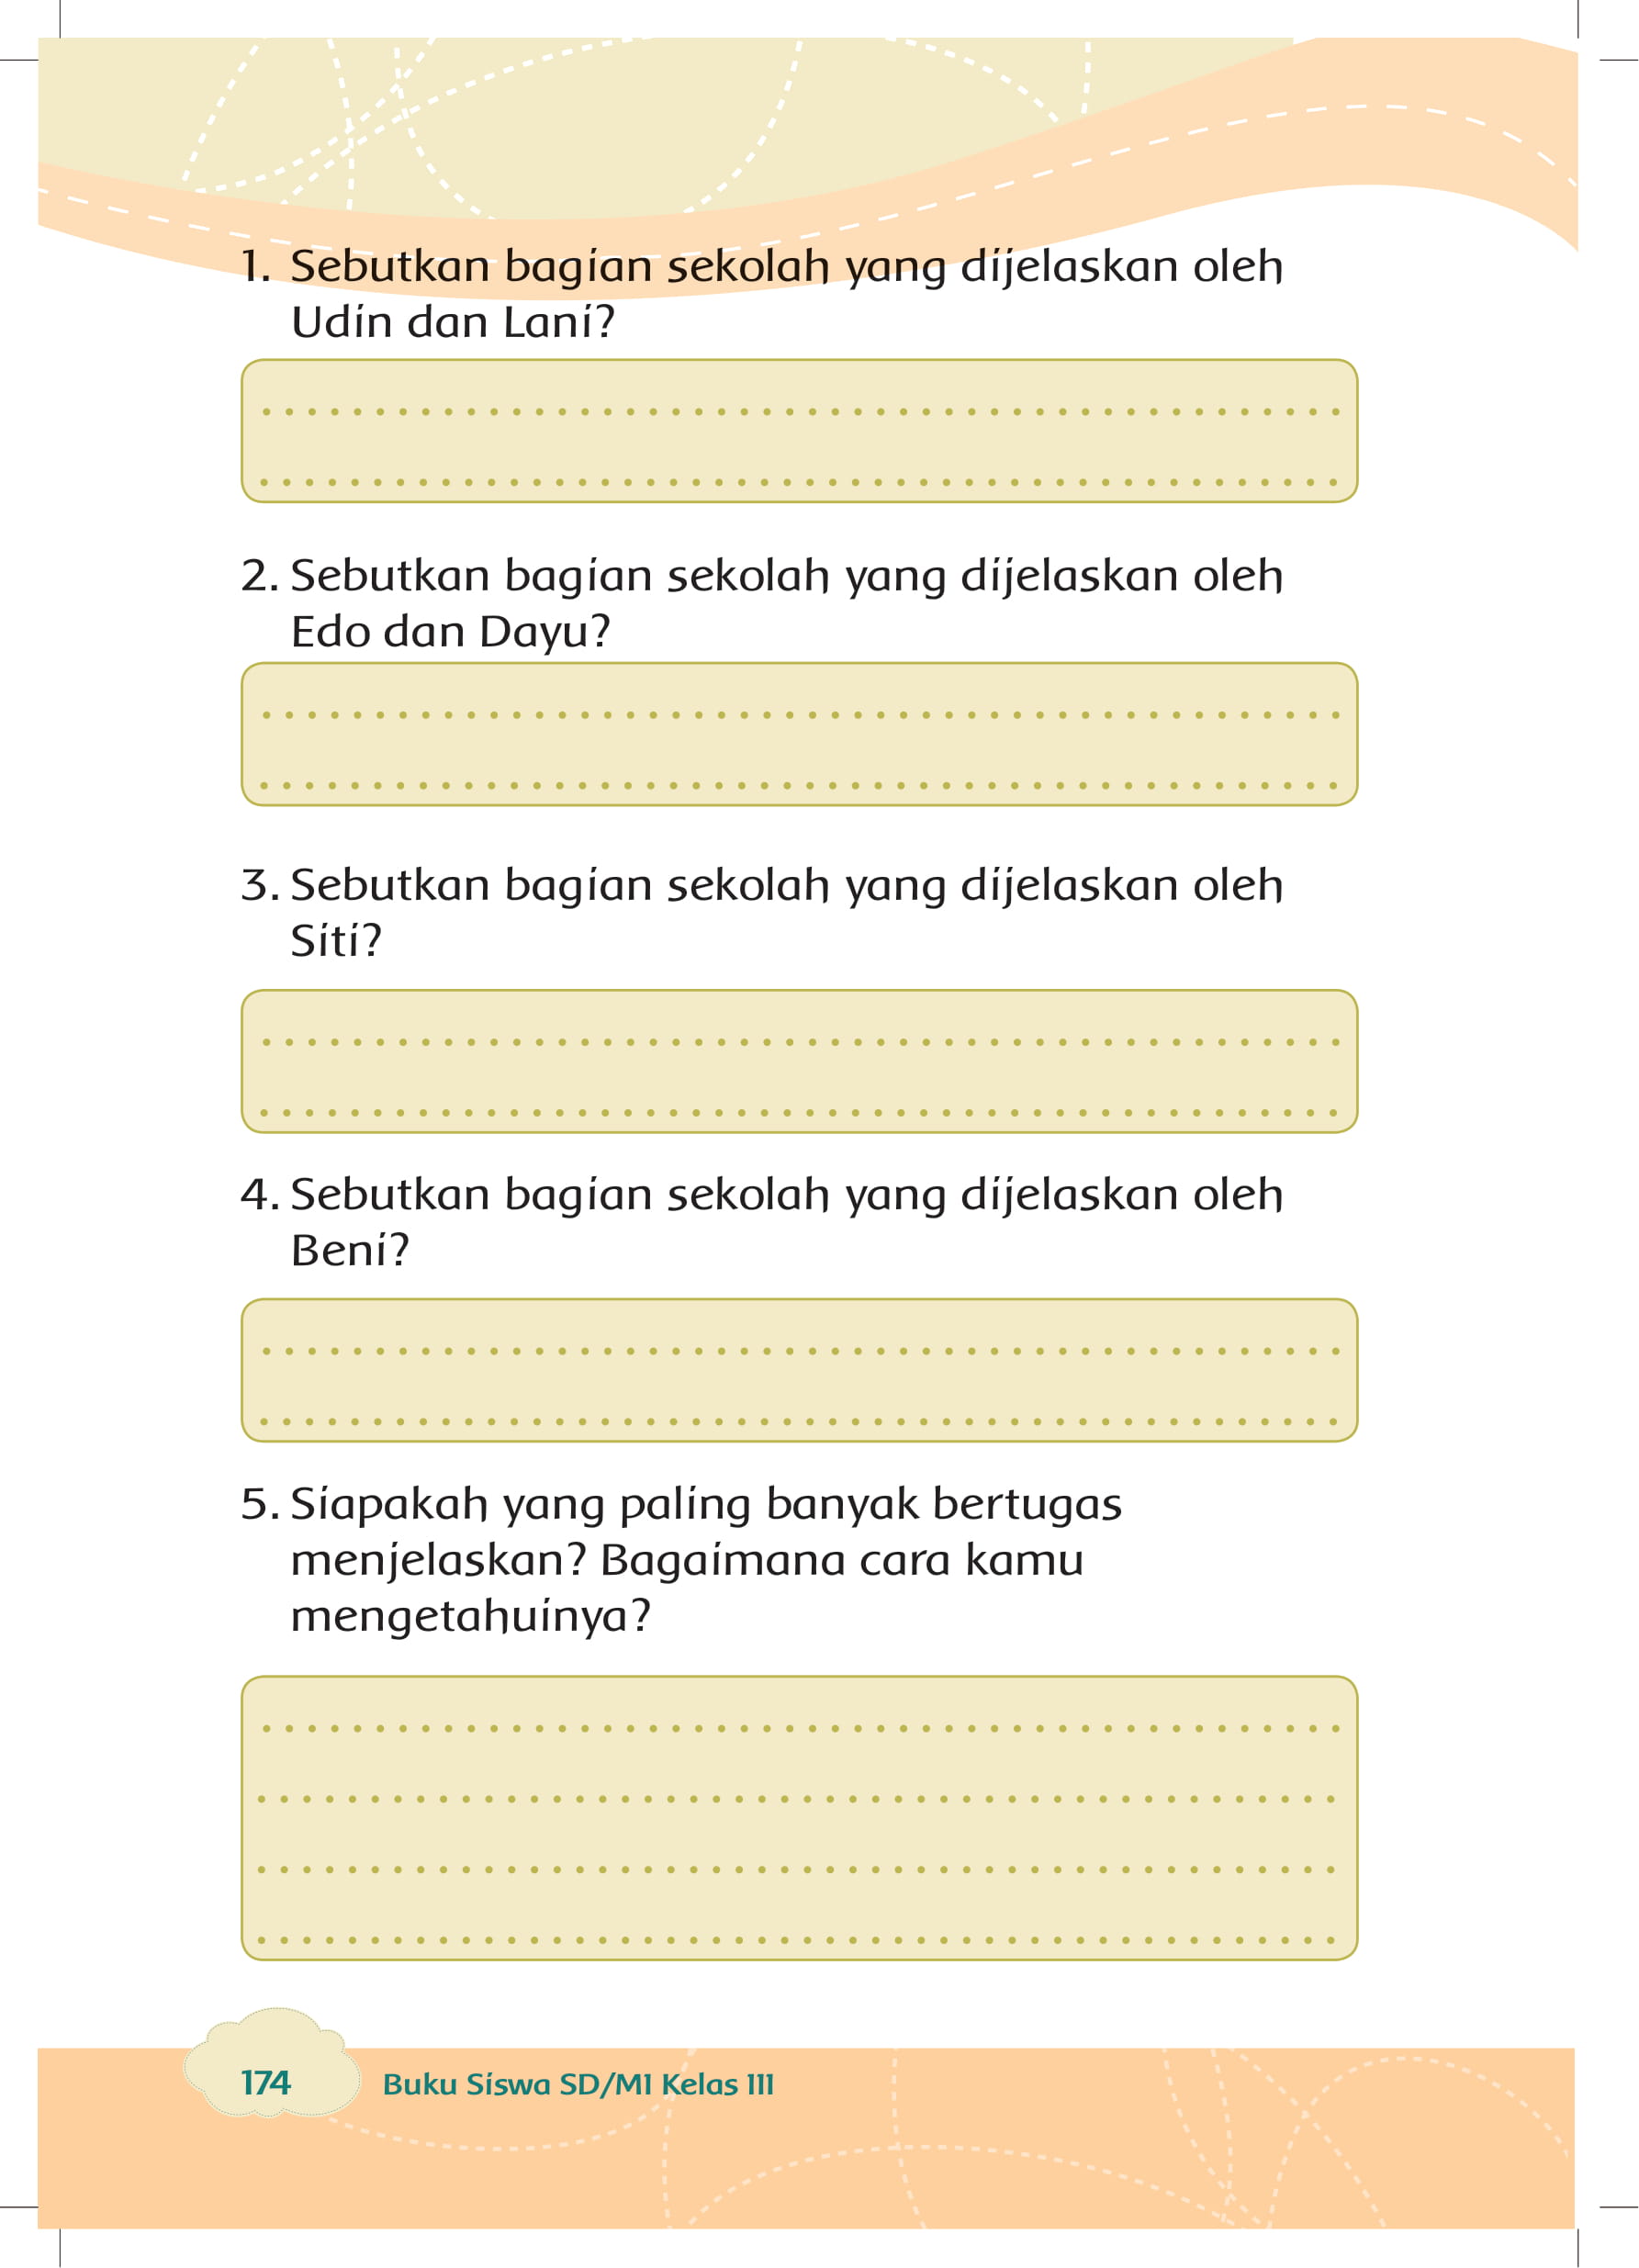 1. Sebutkan bagian sekolah yang dijelaskan oleh
Udin dan Lani?
2. Sebutkan bagian sekolah yang dijelaskan oleh
Edo dan Dayu?
3. Sebutkan bagian sekolah yang dijelaskan oleh
Siti?
4. Sebutkan bagian sekolah yang dijelaskan oleh
Beni?
5. Siapakah yang paling banyak bertugas
menjelaskan? Bagaimana cara kamu
mengetahuinya?
174 Buku Siswa SD/MI Kelas III